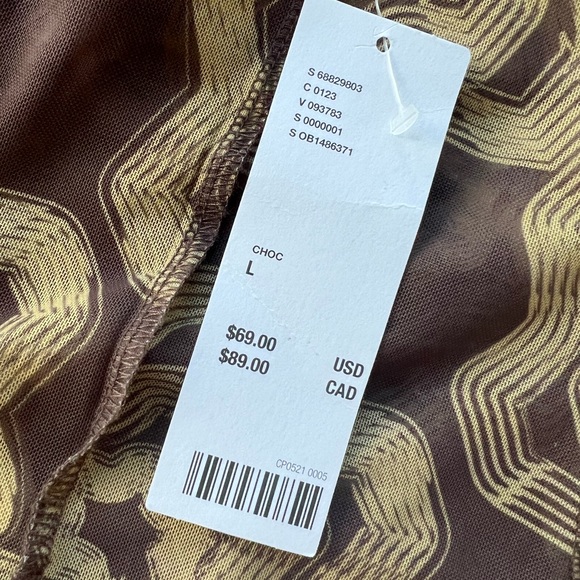 S 68829803
C 0123
V 093783
S 0000001
S OB1486371
CHOC
L
$69.00 USD
$89.00 CAD
CP0521 0005